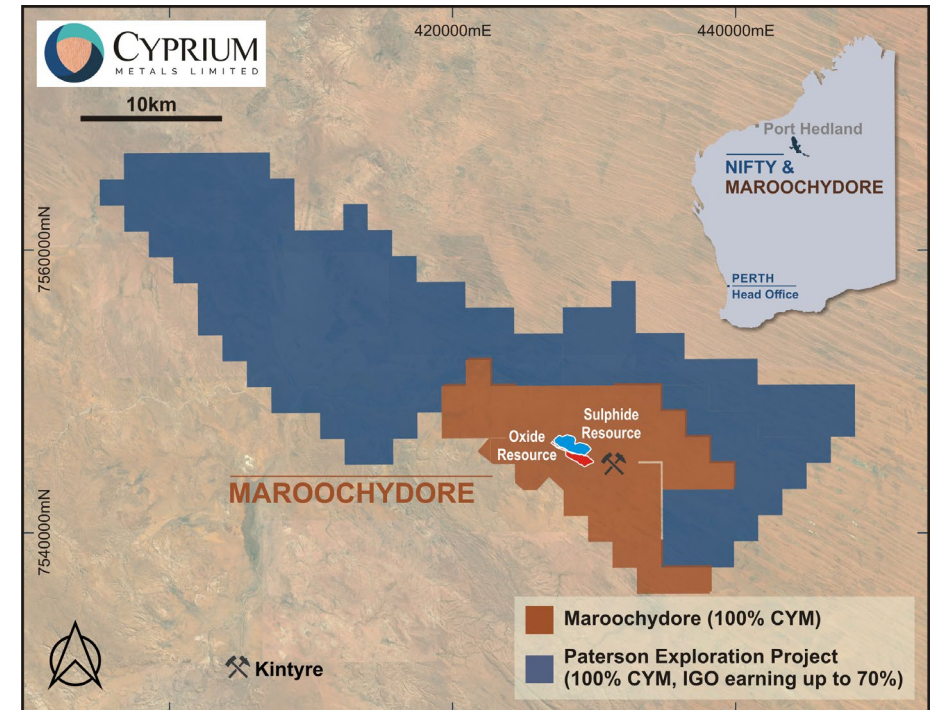 CYPRIUM
METALS LIMITED
10km
420000mE
440000mE
7560000mN
7540000mN
Port Hedland
NIFTY &
MAROOCHYDORE
PERTH
Head Office
Sulphide
Resource
Oxide
Resource
MAROOCHYDORE
Kintyre
Maroochydore (100% CYM)
Paterson Exploration Project
(100% CYM, IGO earning up to 70%)